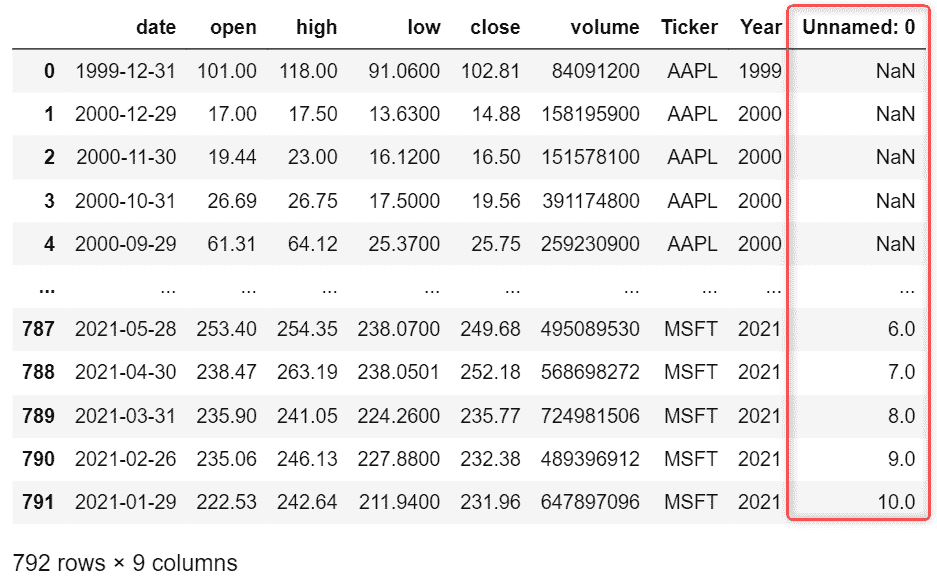 date open high low close volume Ticker Year Unnamed: 0
0 1999-12-31 101.00 118.00 91.0600 102.81 84091200 AAPL 1999 NaN
1 2000-12-29 17.00 17.50 13.6300 14.88 158195900 AAPL 2000 NaN
2 2000-11-30 19.44 23.00 16.1200 16.50 151578100 AAPL 2000 NaN
3 2000-10-31 26.69 26.75 17.5000 19.56 391174800 AAPL 2000 NaN
4 2000-09-29 61.31 64.12 25.3700 25.75 259230900 AAPL 2000 NaN
... ... ... ... ... ... ... ... ... ...
787 2021-05-28 253.40 254.35 238.0700 249.68 495089530 MSFT 2021 6.0
788 2021-04-30 238.47 263.19 238.0501 252.18 568698272 MSFT 2021 7.0
789 2021-03-31 235.90 241.05 224.2600 235.77 724981506 MSFT 2021 8.0
790 2021-02-26 235.06 246.13 227.8800 232.38 489396912 MSFT 2021 9.0
791 2021-01-29 222.53 242.64 211.9400 231.96 647897096 MSFT 2021 10.0
792 rows × 9 columns